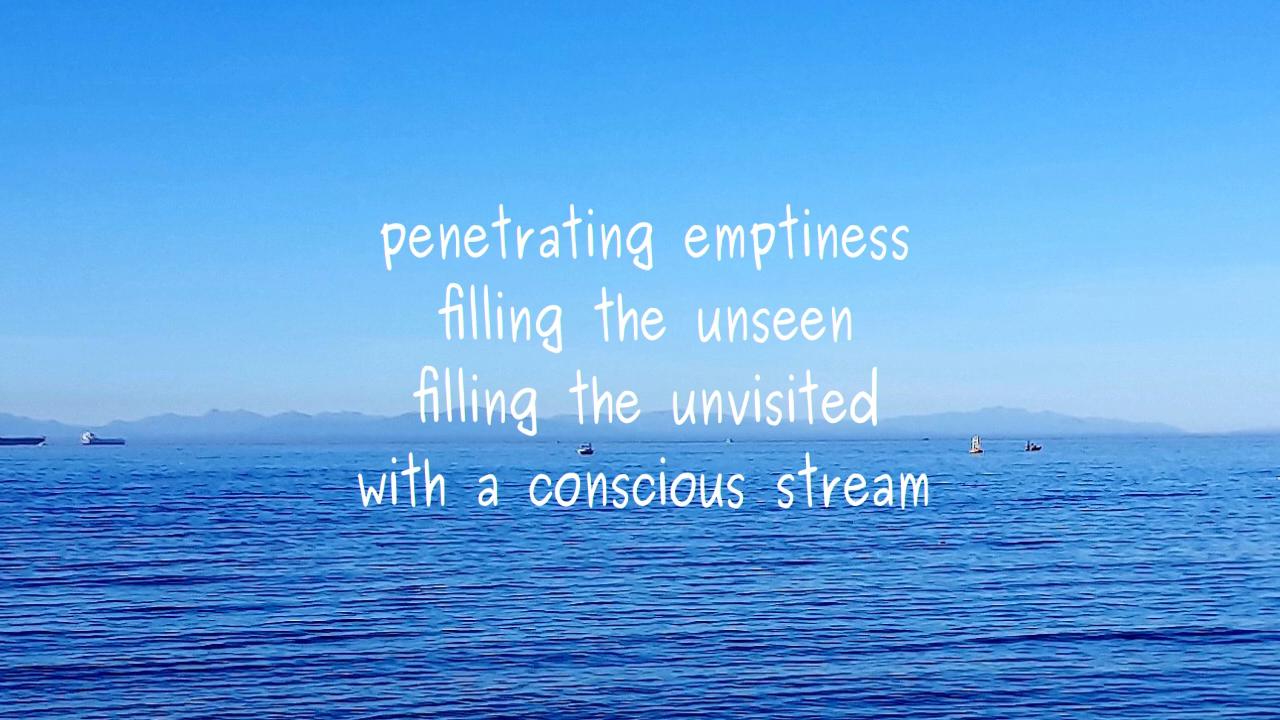 penetrating emptiness
filling the unseen
filling the unvisited
with a conscious stream